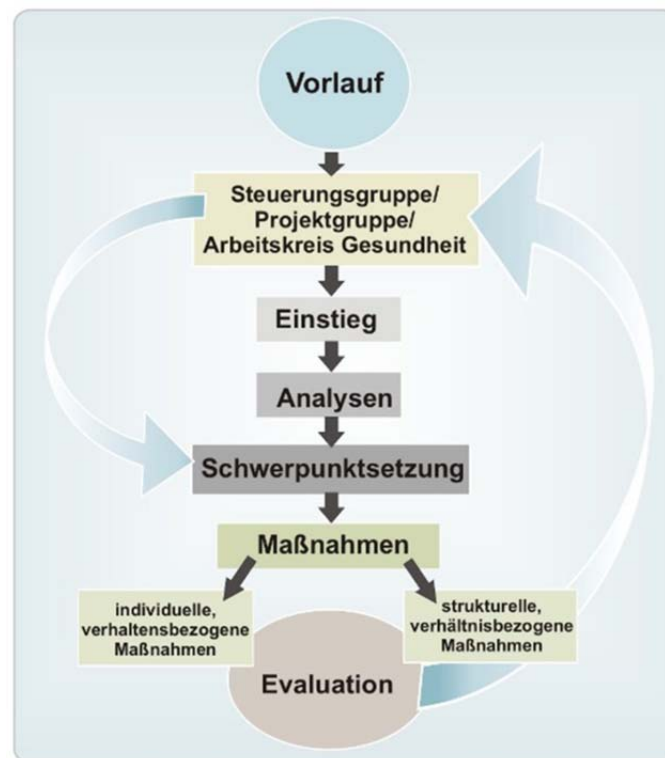 Vorlauf
Steuerungsgruppe/
Projektgruppe/
Arbeitskreis Gesundheit
Einstieg
Analysen
Schwerpunktsetzung
Maßnahmen
individuelle,
verhaltensbezogene
Maßnahmen
strukturelle,
verhältnisbezogene
Maßnahmen
Evaluation